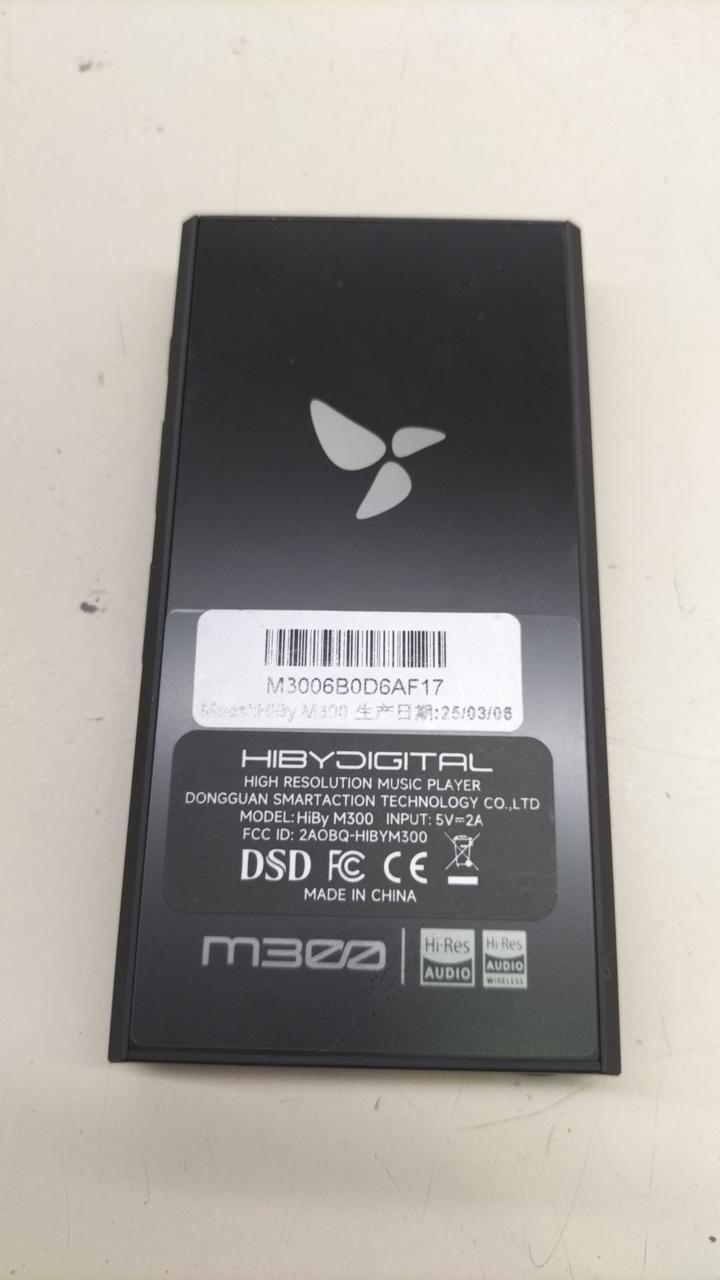 M3006B0D6AF17
Model:HiBy M300 生产日期:25/03/06
HIBYDIGITAL
HIGH RESOLUTION MUSIC PLAYER
DONGGUAN SMARTACTION TECHNOLOGY CO.,LTD
MODEL: HiBy M300 INPUT: 5V⎓2A
FCC ID: 2AOBQ-HIBYM300
DSD FC CE
MADE IN CHINA
m300 Hi-Res AUDIO Hi-Res AUDIO WIRELESS